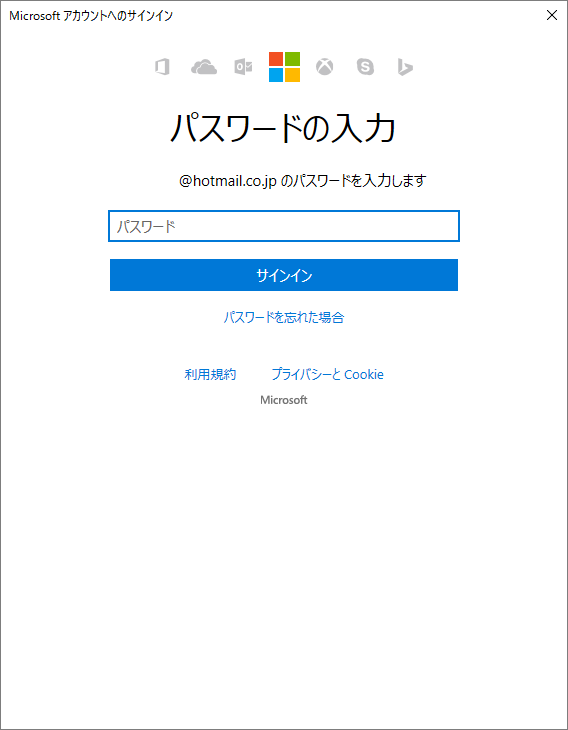 Microsoft アカウントへのサインイン
パスワードの入力
@hotmail.co.jp のパスワードを入力します
パスワード
サインイン
パスワードを忘れた場合
利用規約 プライバシーと Cookie
Microsoft